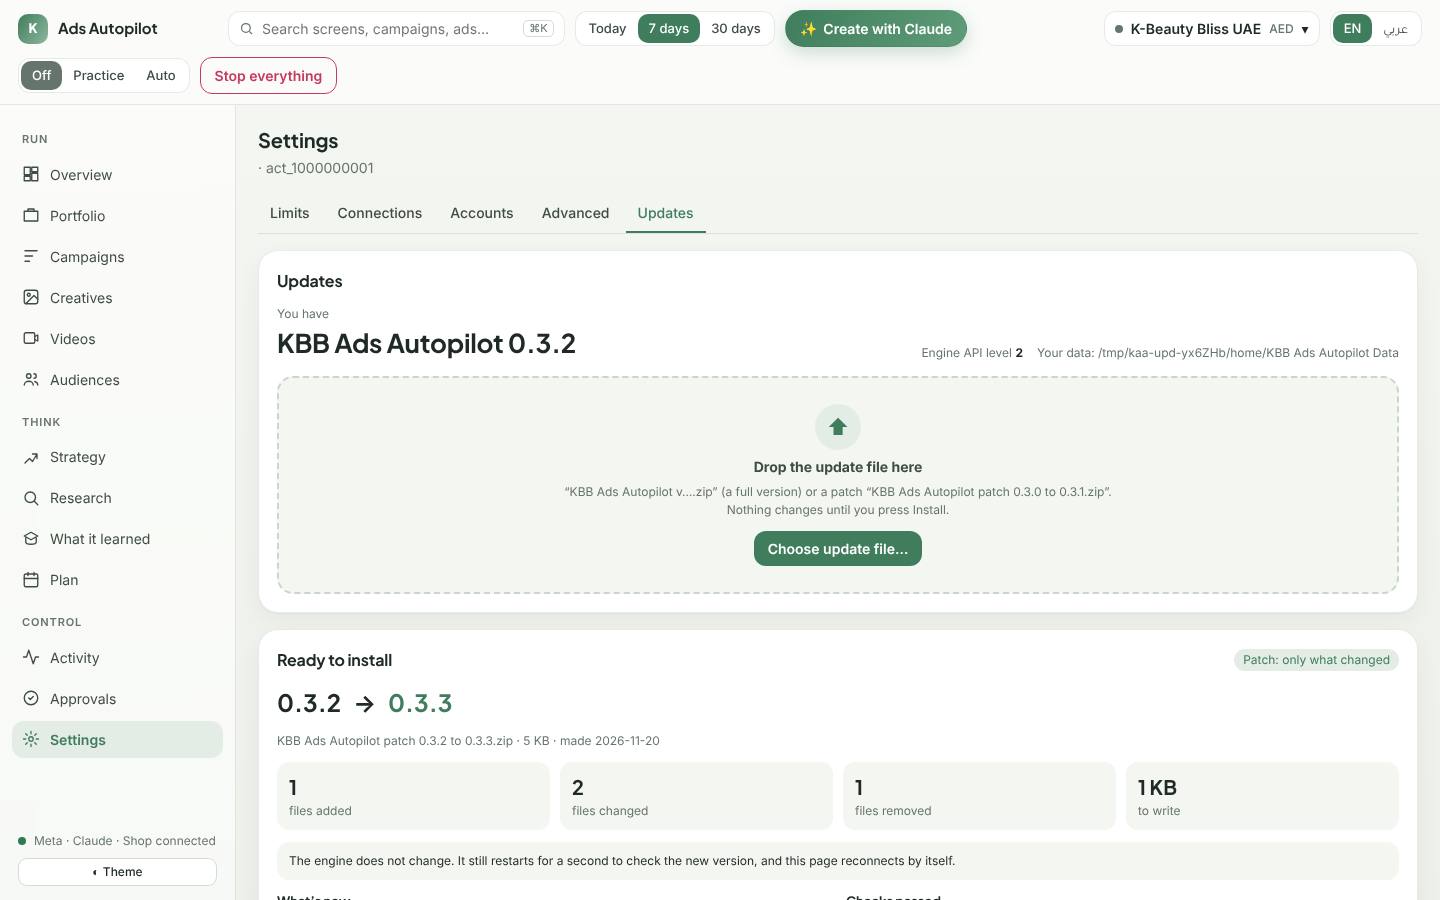 K Ads Autopilot
Search screens, campaigns, ads... ⌘K
Today 7 days 30 days
✨ Create with Claude
K-Beauty Bliss UAE AED ▾
EN عربي
Off Practice Auto
Stop everything
RUN
Overview
Portfolio
Campaigns
Creatives
Videos
Audiences
THINK
Strategy
Research
What it learned
Plan
CONTROL
Activity
Approvals
Settings
Meta · Claude · Shop connected
Theme
Settings
· act_1000000001
Limits Connections Accounts Advanced Updates
Updates
You have
KBB Ads Autopilot 0.3.2
Engine API level 2 Your data: /tmp/kaa-upd-yx6ZHb/home/KBB Ads Autopilot Data
Drop the update file here
“KBB Ads Autopilot v....zip” (a full version) or a patch “KBB Ads Autopilot patch 0.3.0 to 0.3.1.zip”.
Nothing changes until you press Install.
Choose update file...
Ready to install
Patch: only what changed
0.3.2 → 0.3.3
KBB Ads Autopilot patch 0.3.2 to 0.3.3.zip · 5 KB · made 2026-11-20
1
files added
2
files changed
1
files removed
1 KB
to write
The engine does not change. It still restarts for a second to check the new version, and this page reconnects by itself.